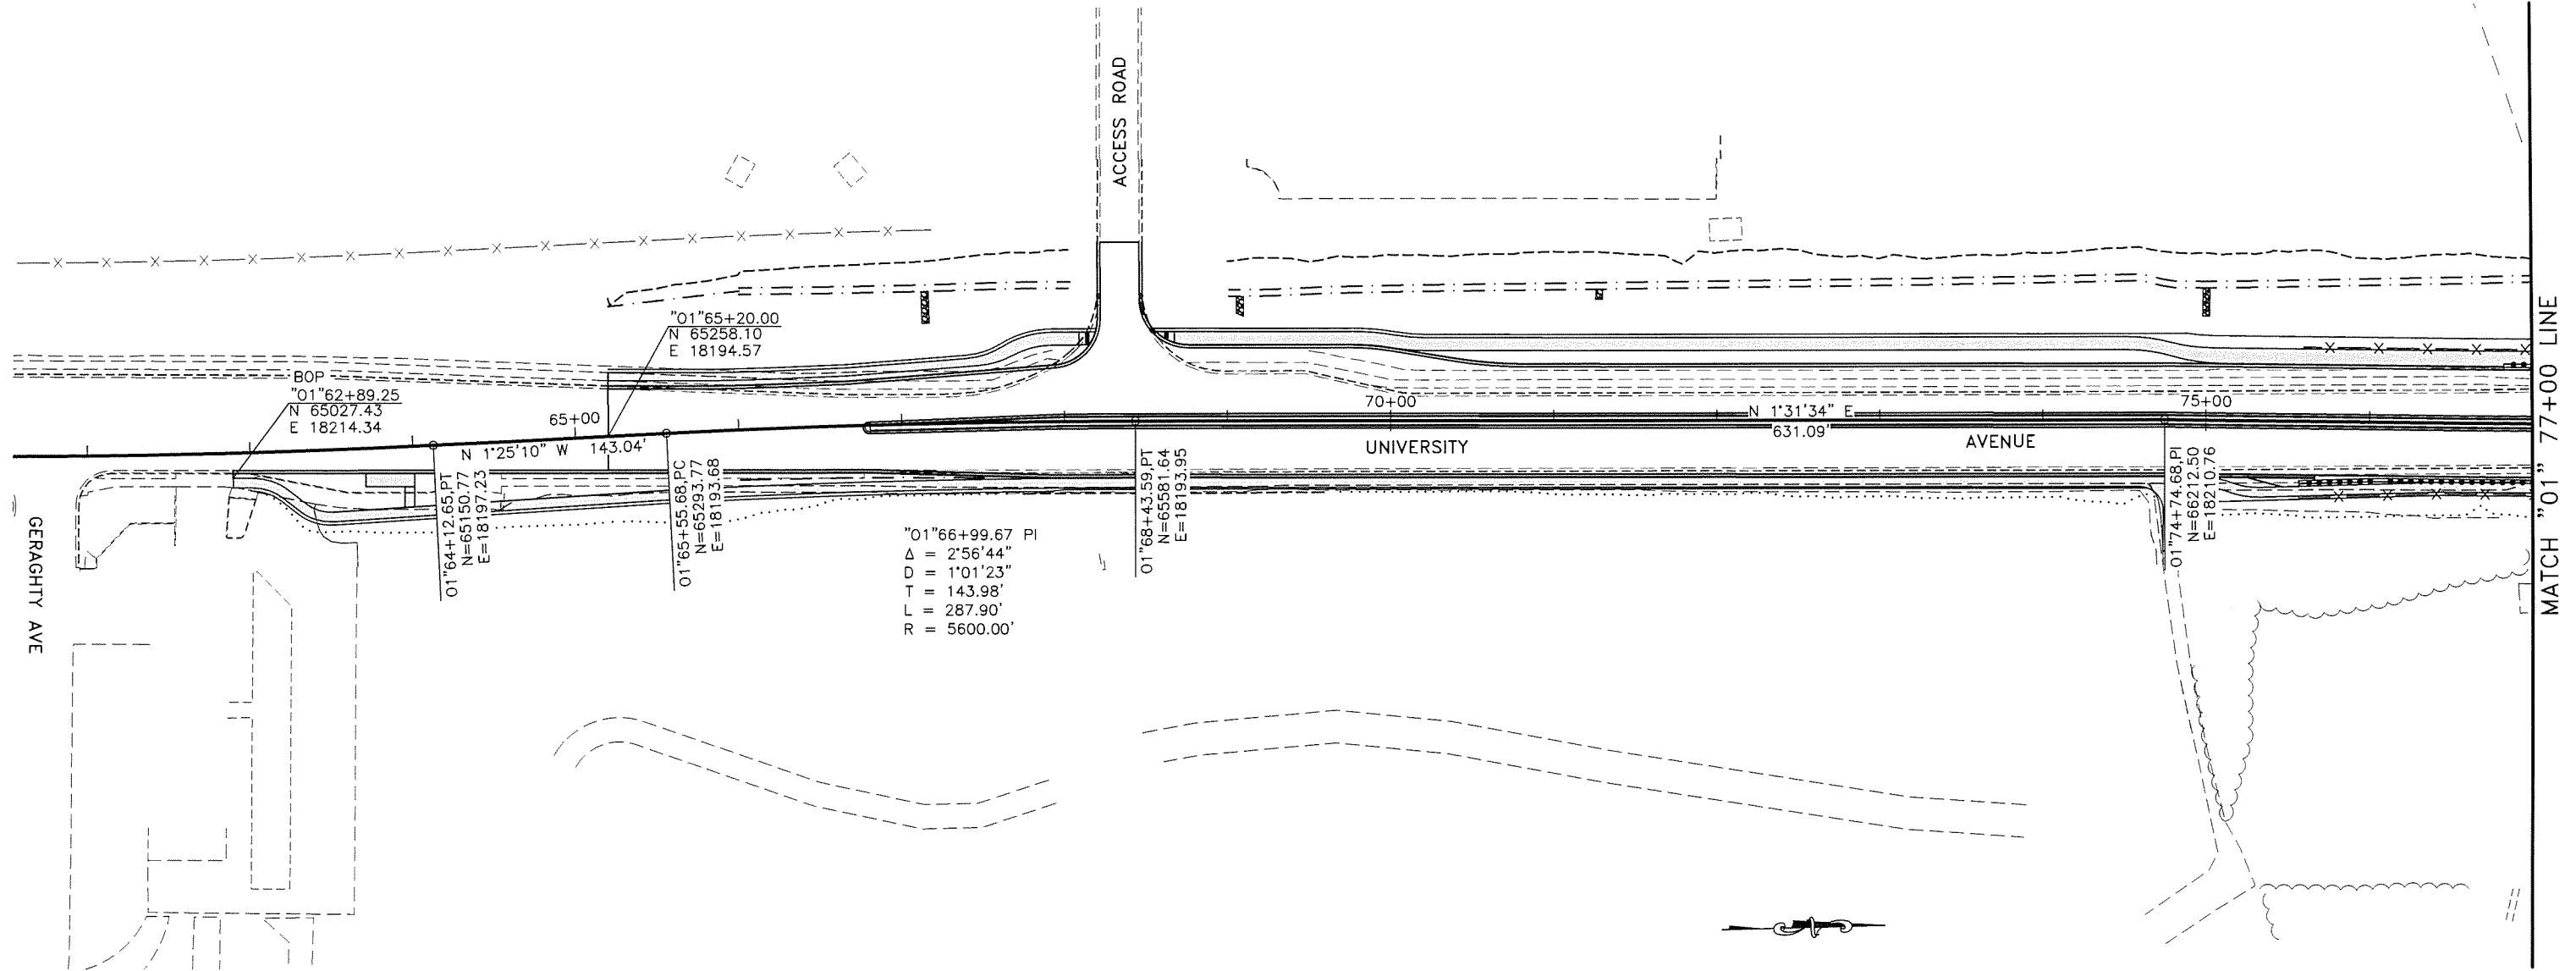 ACCESS ROAD
"01"65+20.00
N 65258.10
E 18194.57
BOP
"01"62+89.25
N 65027.43
E 18214.34
65+00
70+00
75+00
N 1°25'10" W 143.04'
N 1°31'34" E
631.09'
UNIVERSITY AVENUE
01"64+12.65,PT
N=65150.77
E=18197.23
01"65+55.68,PC
N=65293.77
E=18193.68
01"68+43.59,PT
N=65581.64
E=18193.95
01"74+74.68,PI
N=66212.50
E=18210.76
"01"66+99.67 PI
Δ = 2°56'44"
D = 1°01'23"
T = 143.98'
L = 287.90'
R = 5600.00'
GERAGHTY AVE
MATCH "01" 77+00 LINE